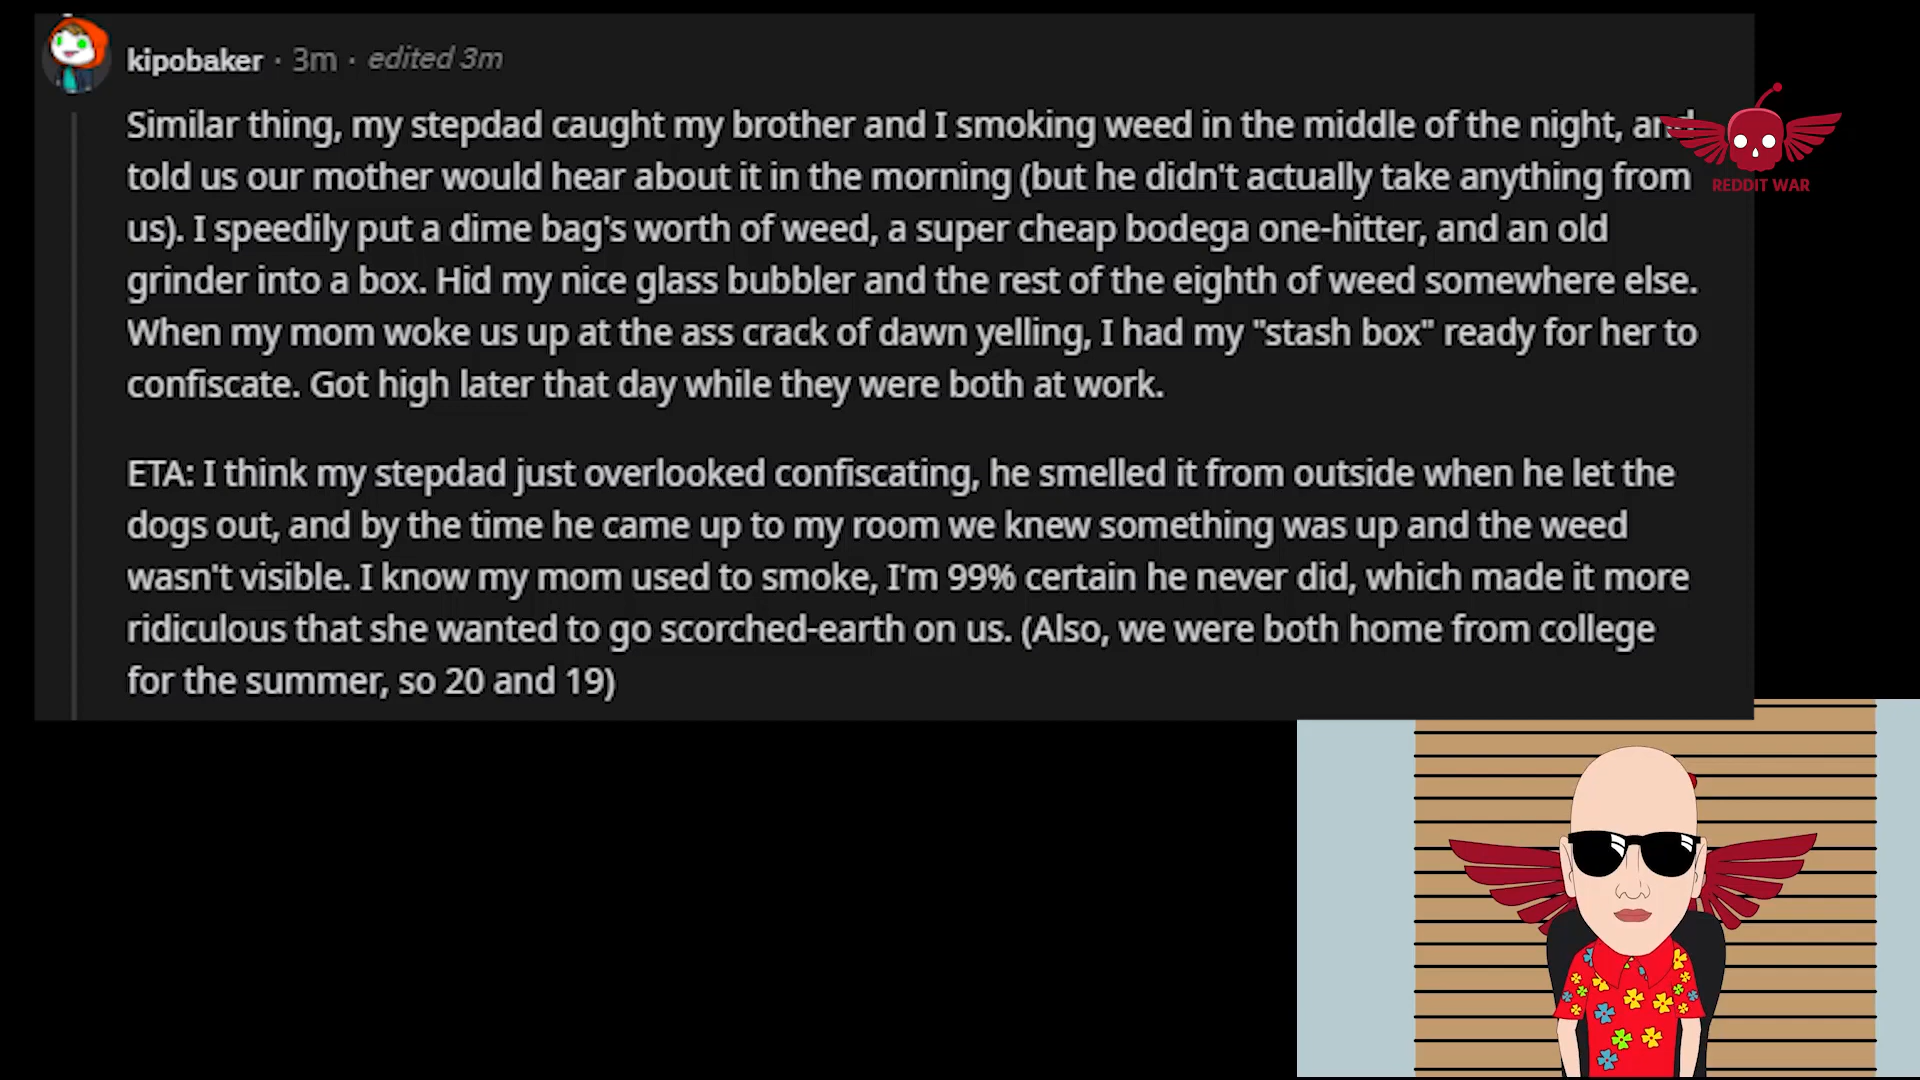 kipobaker · 3m · edited 3m
Similar thing, my stepdad caught my brother and I smoking weed in the middle of the night, and
told us our mother would hear about it in the morning (but he didn't actually take anything from
us). I speedily put a dime bag's worth of weed, a super cheap bodega one-hitter, and an old
grinder into a box. Hid my nice glass bubbler and the rest of the eighth of weed somewhere else.
When my mom woke us up at the ass crack of dawn yelling, I had my "stash box" ready for her to
confiscate. Got high later that day while they were both at work.
ETA: I think my stepdad just overlooked confiscating, he smelled it from outside when he let the
dogs out, and by the time he came up to my room we knew something was up and the weed
wasn't visible. I know my mom used to smoke, I'm 99% certain he never did, which made it more
ridiculous that she wanted to go scorched-earth on us. (Also, we were both home from college
for the summer, so 20 and 19)
REDDIT WAR